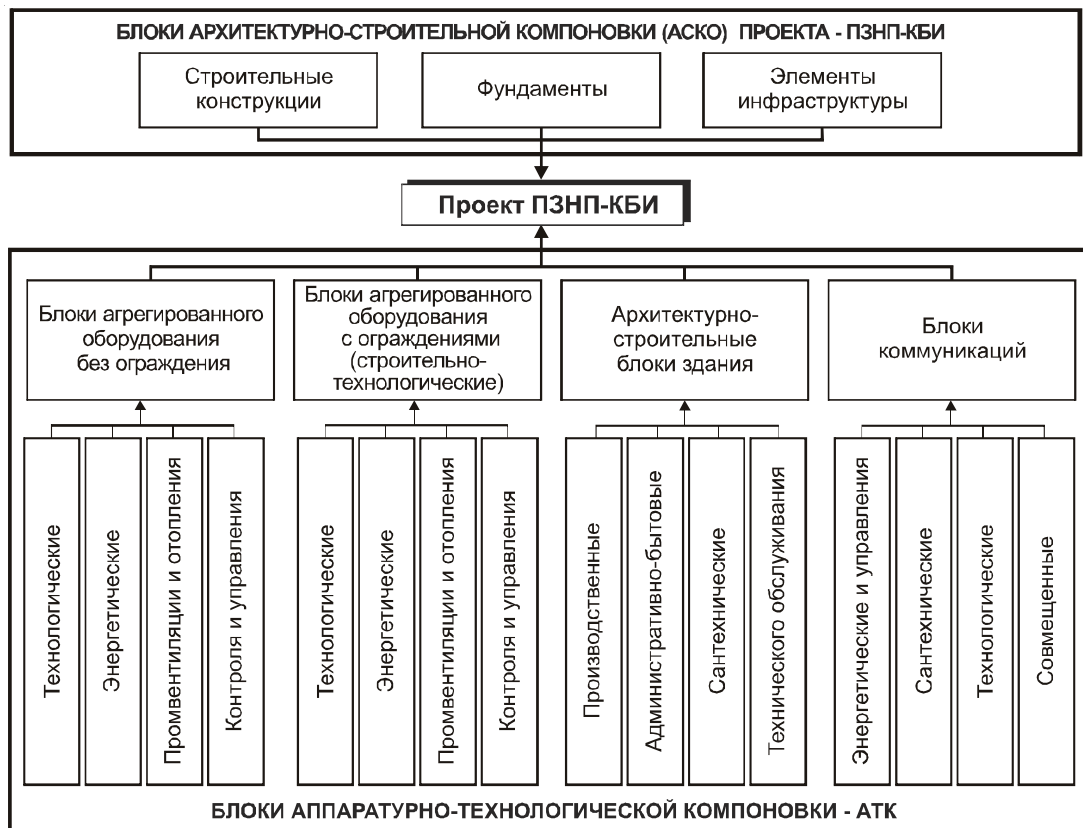 БЛОКИ АРХИТЕКТУРНО-СТРОИТЕЛЬНОЙ КОМПОНОВКИ (АСКО) ПРОЕКТА - ПЗНП-КБИ
Строительные
конструкции
Фундаменты
Элементы
инфраструктуры
Проект ПЗНП-КБИ
Блоки агрегированного
оборудования
без ограждения
Блоки агрегированного
оборудования
с ограждениями
(строительно-
технологические)
Архитектурно-
строительные
блоки здания
Блоки
коммуникаций
Технологические
Энергетические
Промвентиляции и отопления
Контроля и управления
Технологические
Энергетические
Промвентиляции и отопления
Контроля и управления
Производственные
Административно-бытовые
Сантехнические
Технического обслуживания
Энергетические и управления
Сантехнические
Технологические
Совмещенные
БЛОКИ АППАРАТУРНО-ТЕХНОЛОГИЧЕСКОЙ КОМПОНОВКИ - АТК